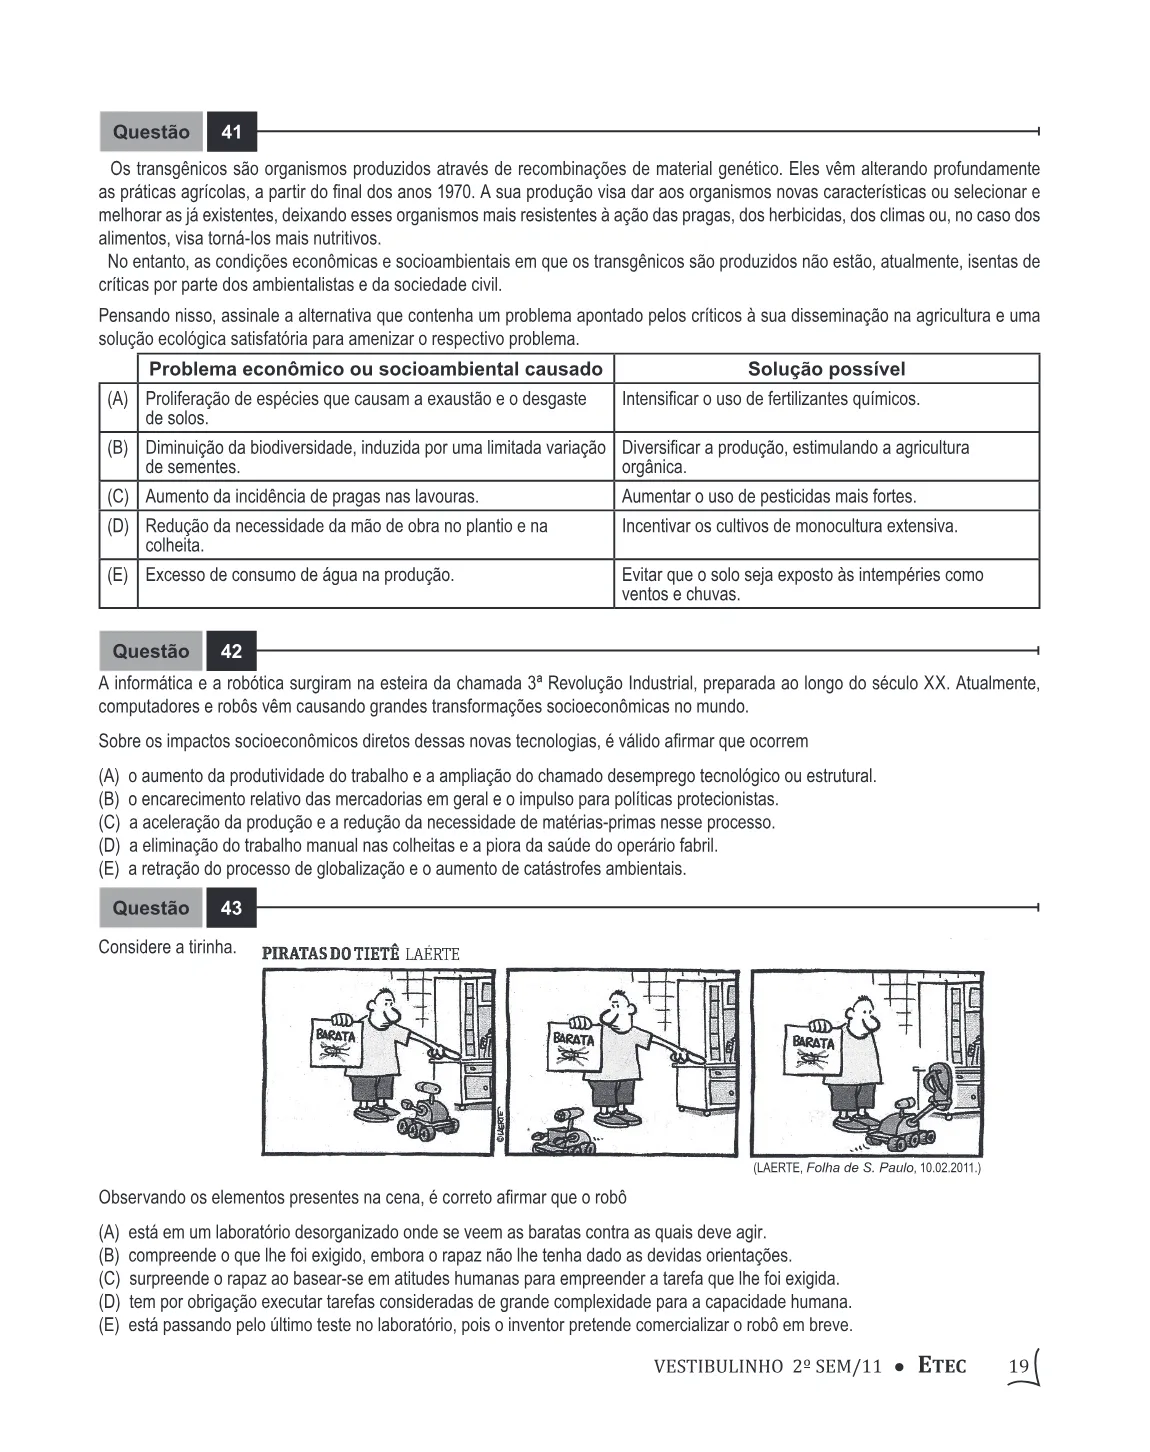 Questão 41
Os transgênicos são organismos produzidos através de recombinações de material genético. Eles vêm alterando profundamente
as práticas agrícolas, a partir do final dos anos 1970. A sua produção visa dar aos organismos novas características ou selecionar e
melhorar as já existentes, deixando esses organismos mais resistentes à ação das pragas, dos herbicidas, dos climas ou, no caso dos
alimentos, visa torná-los mais nutritivos.
No entanto, as condições econômicas e socioambientais em que os transgênicos são produzidos não estão, atualmente, isentas de
críticas por parte dos ambientalistas e da sociedade civil.
Pensando nisso, assinale a alternativa que contenha um problema apontado pelos críticos à sua disseminação na agricultura e uma
solução ecológica satisfatória para amenizar o respectivo problema.
Problema econômico ou socioambiental causado Solução possível
(A) Proliferação de espécies que causam a exaustão e o desgaste
de solos.
Intensificar o uso de fertilizantes químicos.
(B) Diminuição da biodiversidade, induzida por uma limitada variação
de sementes.
Diversificar a produção, estimulando a agricultura
orgânica.
(C) Aumento da incidência de pragas nas lavouras. Aumentar o uso de pesticidas mais fortes.
(D) Redução da necessidade da mão de obra no plantio e na
colheita.
Incentivar os cultivos de monocultura extensiva.
(E) Excesso de consumo de água na produção. Evitar que o solo seja exposto às intempéries como
ventos e chuvas.
Questão 42
A informática e a robótica surgiram na esteira da chamada 3ª Revolução Industrial, preparada ao longo do século XX. Atualmente,
computadores e robôs vêm causando grandes transformações socioeconômicas no mundo.
Sobre os impactos socioeconômicos diretos dessas novas tecnologias, é válido afirmar que ocorrem
(A) o aumento da produtividade do trabalho e a ampliação do chamado desemprego tecnológico ou estrutural.
(B) o encarecimento relativo das mercadorias em geral e o impulso para políticas protecionistas.
(C) a aceleração da produção e a redução da necessidade de matérias-primas nesse processo.
(D) a eliminação do trabalho manual nas colheitas e a piora da saúde do operário fabril.
(E) a retração do processo de globalização e o aumento de catástrofes ambientais.
Questão 43
Considere a tirinha.
PIRATAS DO TIETÊ LAERTE
BARATA
BARATA
BARATA
©LAERTE
(LAERTE, Folha de S. Paulo, 10.02.2011.)
Observando os elementos presentes na cena, é correto afirmar que o robô
(A) está em um laboratório desorganizado onde se veem as baratas contra as quais deve agir.
(B) compreende o que lhe foi exigido, embora o rapaz não lhe tenha dado as devidas orientações.
(C) surpreende o rapaz ao basear-se em atitudes humanas para empreender a tarefa que lhe foi exigida.
(D) tem por obrigação executar tarefas consideradas de grande complexidade para a capacidade humana.
(E) está passando pelo último teste no laboratório, pois o inventor pretende comercializar o robô em breve.
VESTIBULINHO 2º SEM/11 • ETEC 19